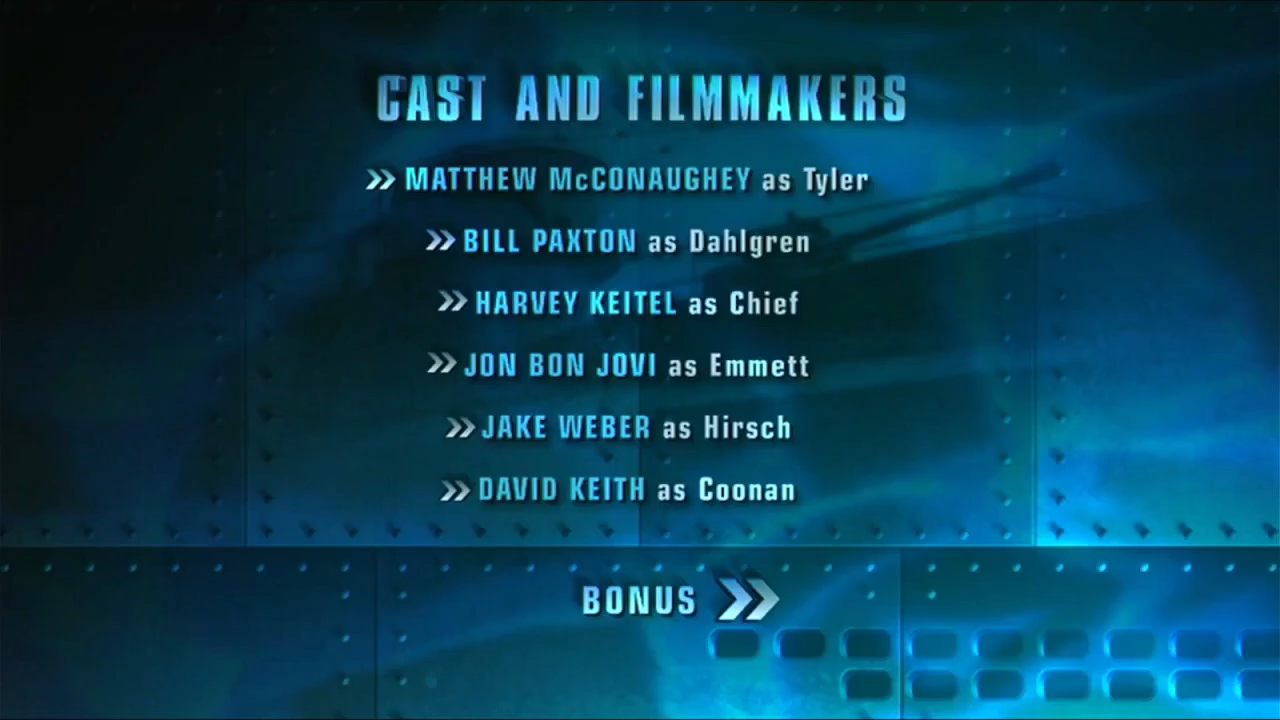 CAST AND FILMMAKERS
MATTHEW McCONAUGHEY as Tyler
BILL PAXTON as Dahlgren
HARVEY KEITEL as Chief
JON BON JOVI as Emmett
JAKE WEBER as Hirsch
DAVID KEITH as Coonan
BONUS